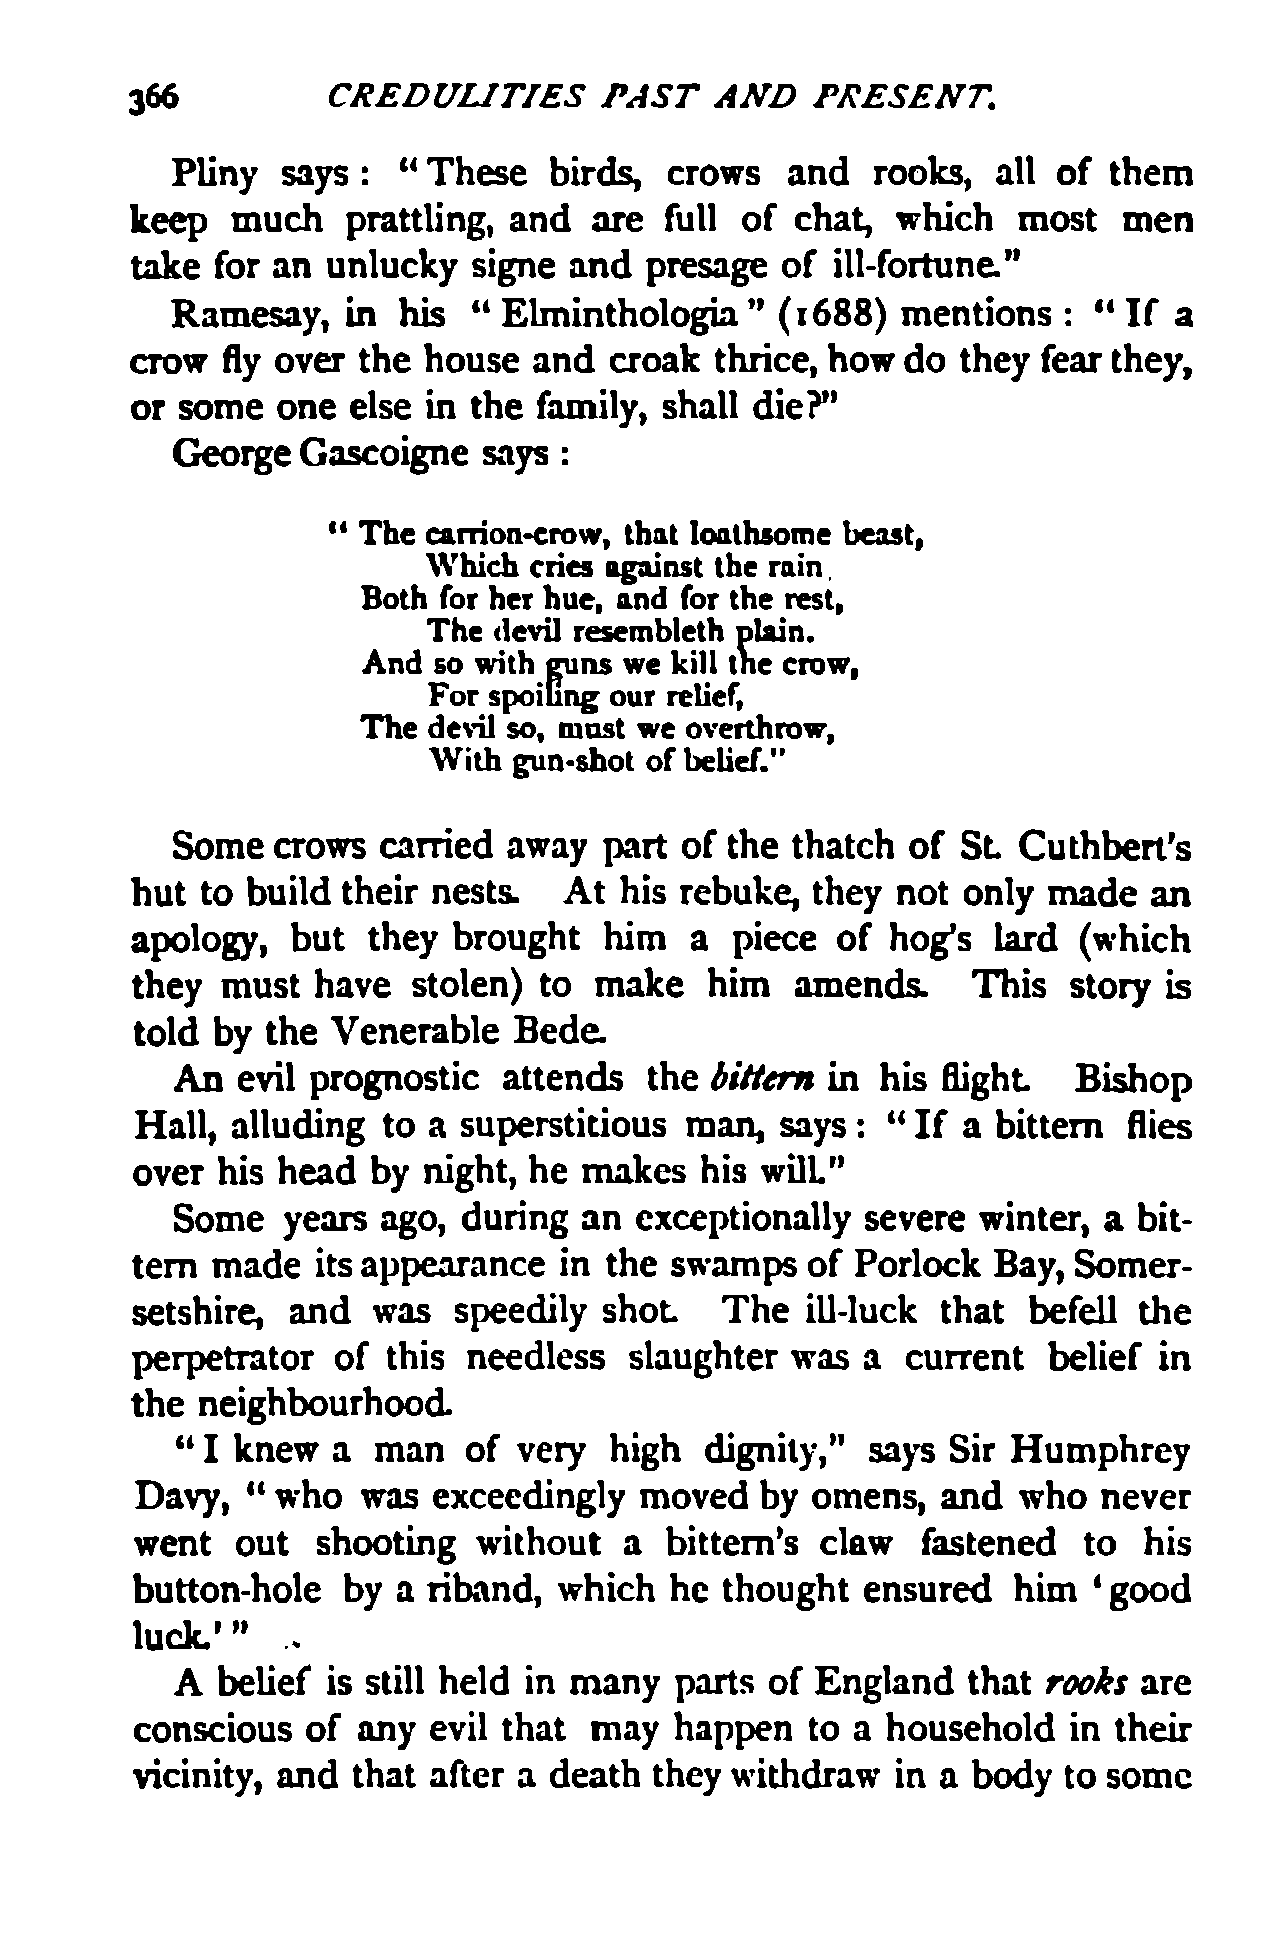 366 CREDULITIES PAST AND PRESENT.
Pliny says : “ These birds, crows and rooks, all of them
keep much prattling, and are full of chat, which most men
take for an unlucky signe and presage of ill-fortune.”
Ramesay, in his “ Elminthologia ” (1688) mentions : “ If a
crow fly over the house and croak thrice, how do they fear they,
or some one else in the family, shall die?”
George Gascoigne says :
“ The carrion-crow, that loathsome beast,
Which cries against the rain.
Both for her hue, and for the rest,
The devil resembleth plain.
And so with guns we kill the crow,
For spoiling our relief,
The devil so, must we overthrow,
With gun-shot of belief.”
Some crows carried away part of the thatch of St. Cuthbert's
hut to build their nests. At his rebuke, they not only made an
apology, but they brought him a piece of hog's lard (which
they must have stolen) to make him amends. This story is
told by the Venerable Bede.
An evil prognostic attends the bittern in his flight. Bishop
Hall, alluding to a superstitious man, says : “ If a bittern flies
over his head by night, he makes his will.”
Some years ago, during an exceptionally severe winter, a bit-
tern made its appearance in the swamps of Porlock Bay, Somer-
setshire, and was speedily shot. The ill-luck that befell the
perpetrator of this needless slaughter was a current belief in
the neighbourhood.
“ I knew a man of very high dignity,” says Sir Humphrey
Davy, “ who was exceedingly moved by omens, and who never
went out shooting without a bittern's claw fastened to his
button-hole by a riband, which he thought ensured him ‘ good
luck.’ ”
A belief is still held in many parts of England that rooks are
conscious of any evil that may happen to a household in their
vicinity, and that after a death they withdraw in a body to some